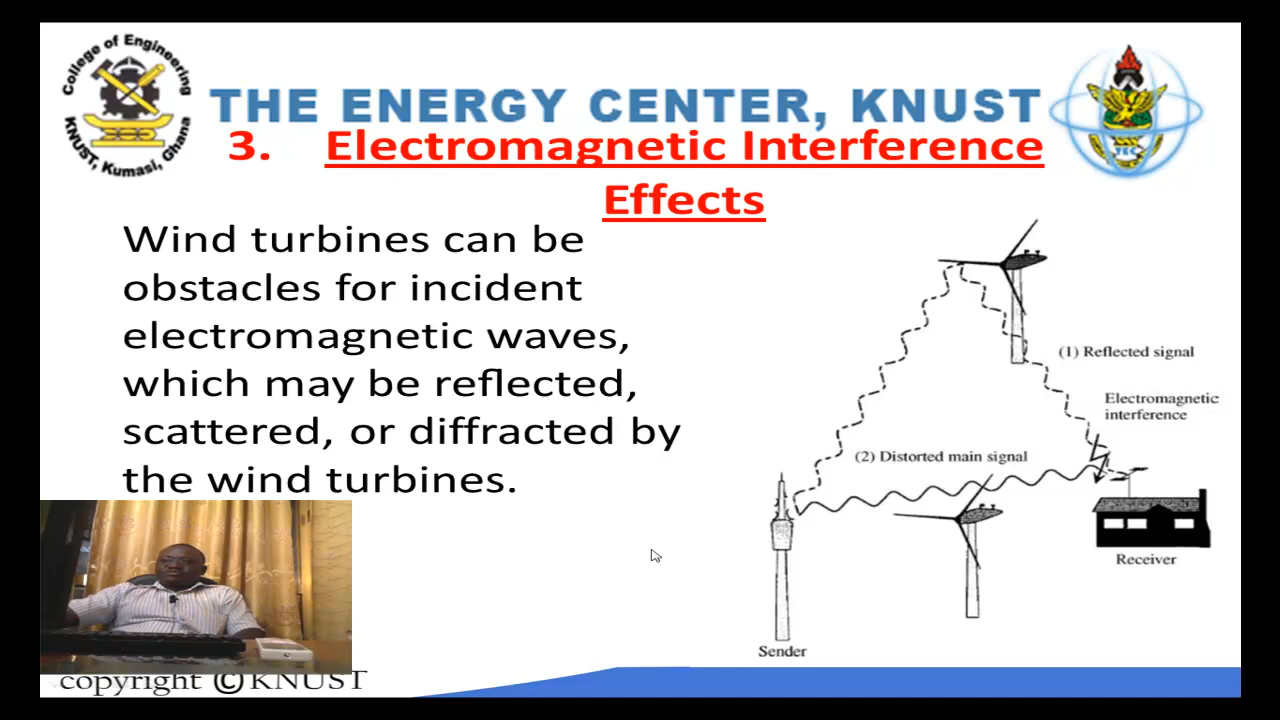 College of Engineering
KNUST, Kumasi, Ghana
THE ENERGY CENTER, KNUST
TEC
3. Electromagnetic Interference
Effects
Wind turbines can be
obstacles for incident
electromagnetic waves,
which may be reflected,
scattered, or diffracted by
the wind turbines.
(1) Reflected signal
Electromagnetic
interference
(2) Distorted main signal
Receiver
Sender
copyright © KNUST